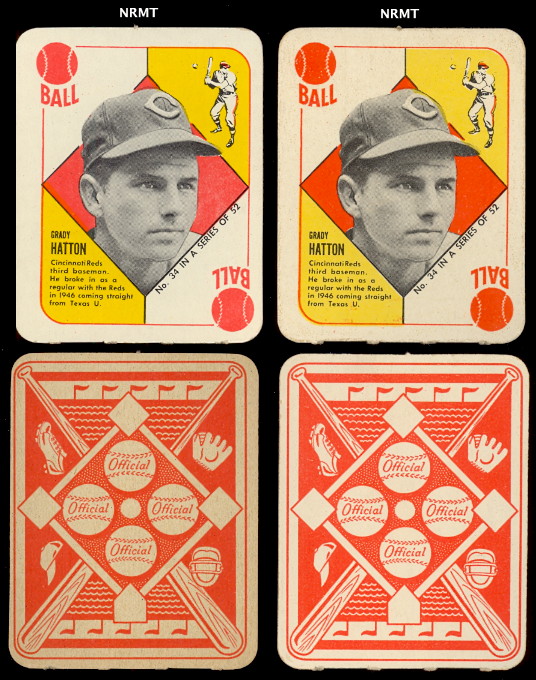 NRMT
NRMT
BALL
GRADY
HATTON
Cincinnati Reds
third baseman.
He broke in as a
regular with the Reds
in 1946 coming straight
from Texas U.
No. 34 IN A SERIES OF 52
BALL
BALL
GRADY
HATTON
Cincinnati Reds
third baseman.
He broke in as a
regular with the Reds
in 1946 coming straight
from Texas U.
No. 34 IN A SERIES OF 52
BALL
Official
Official
Official
Official
Official
Official
Official
Official